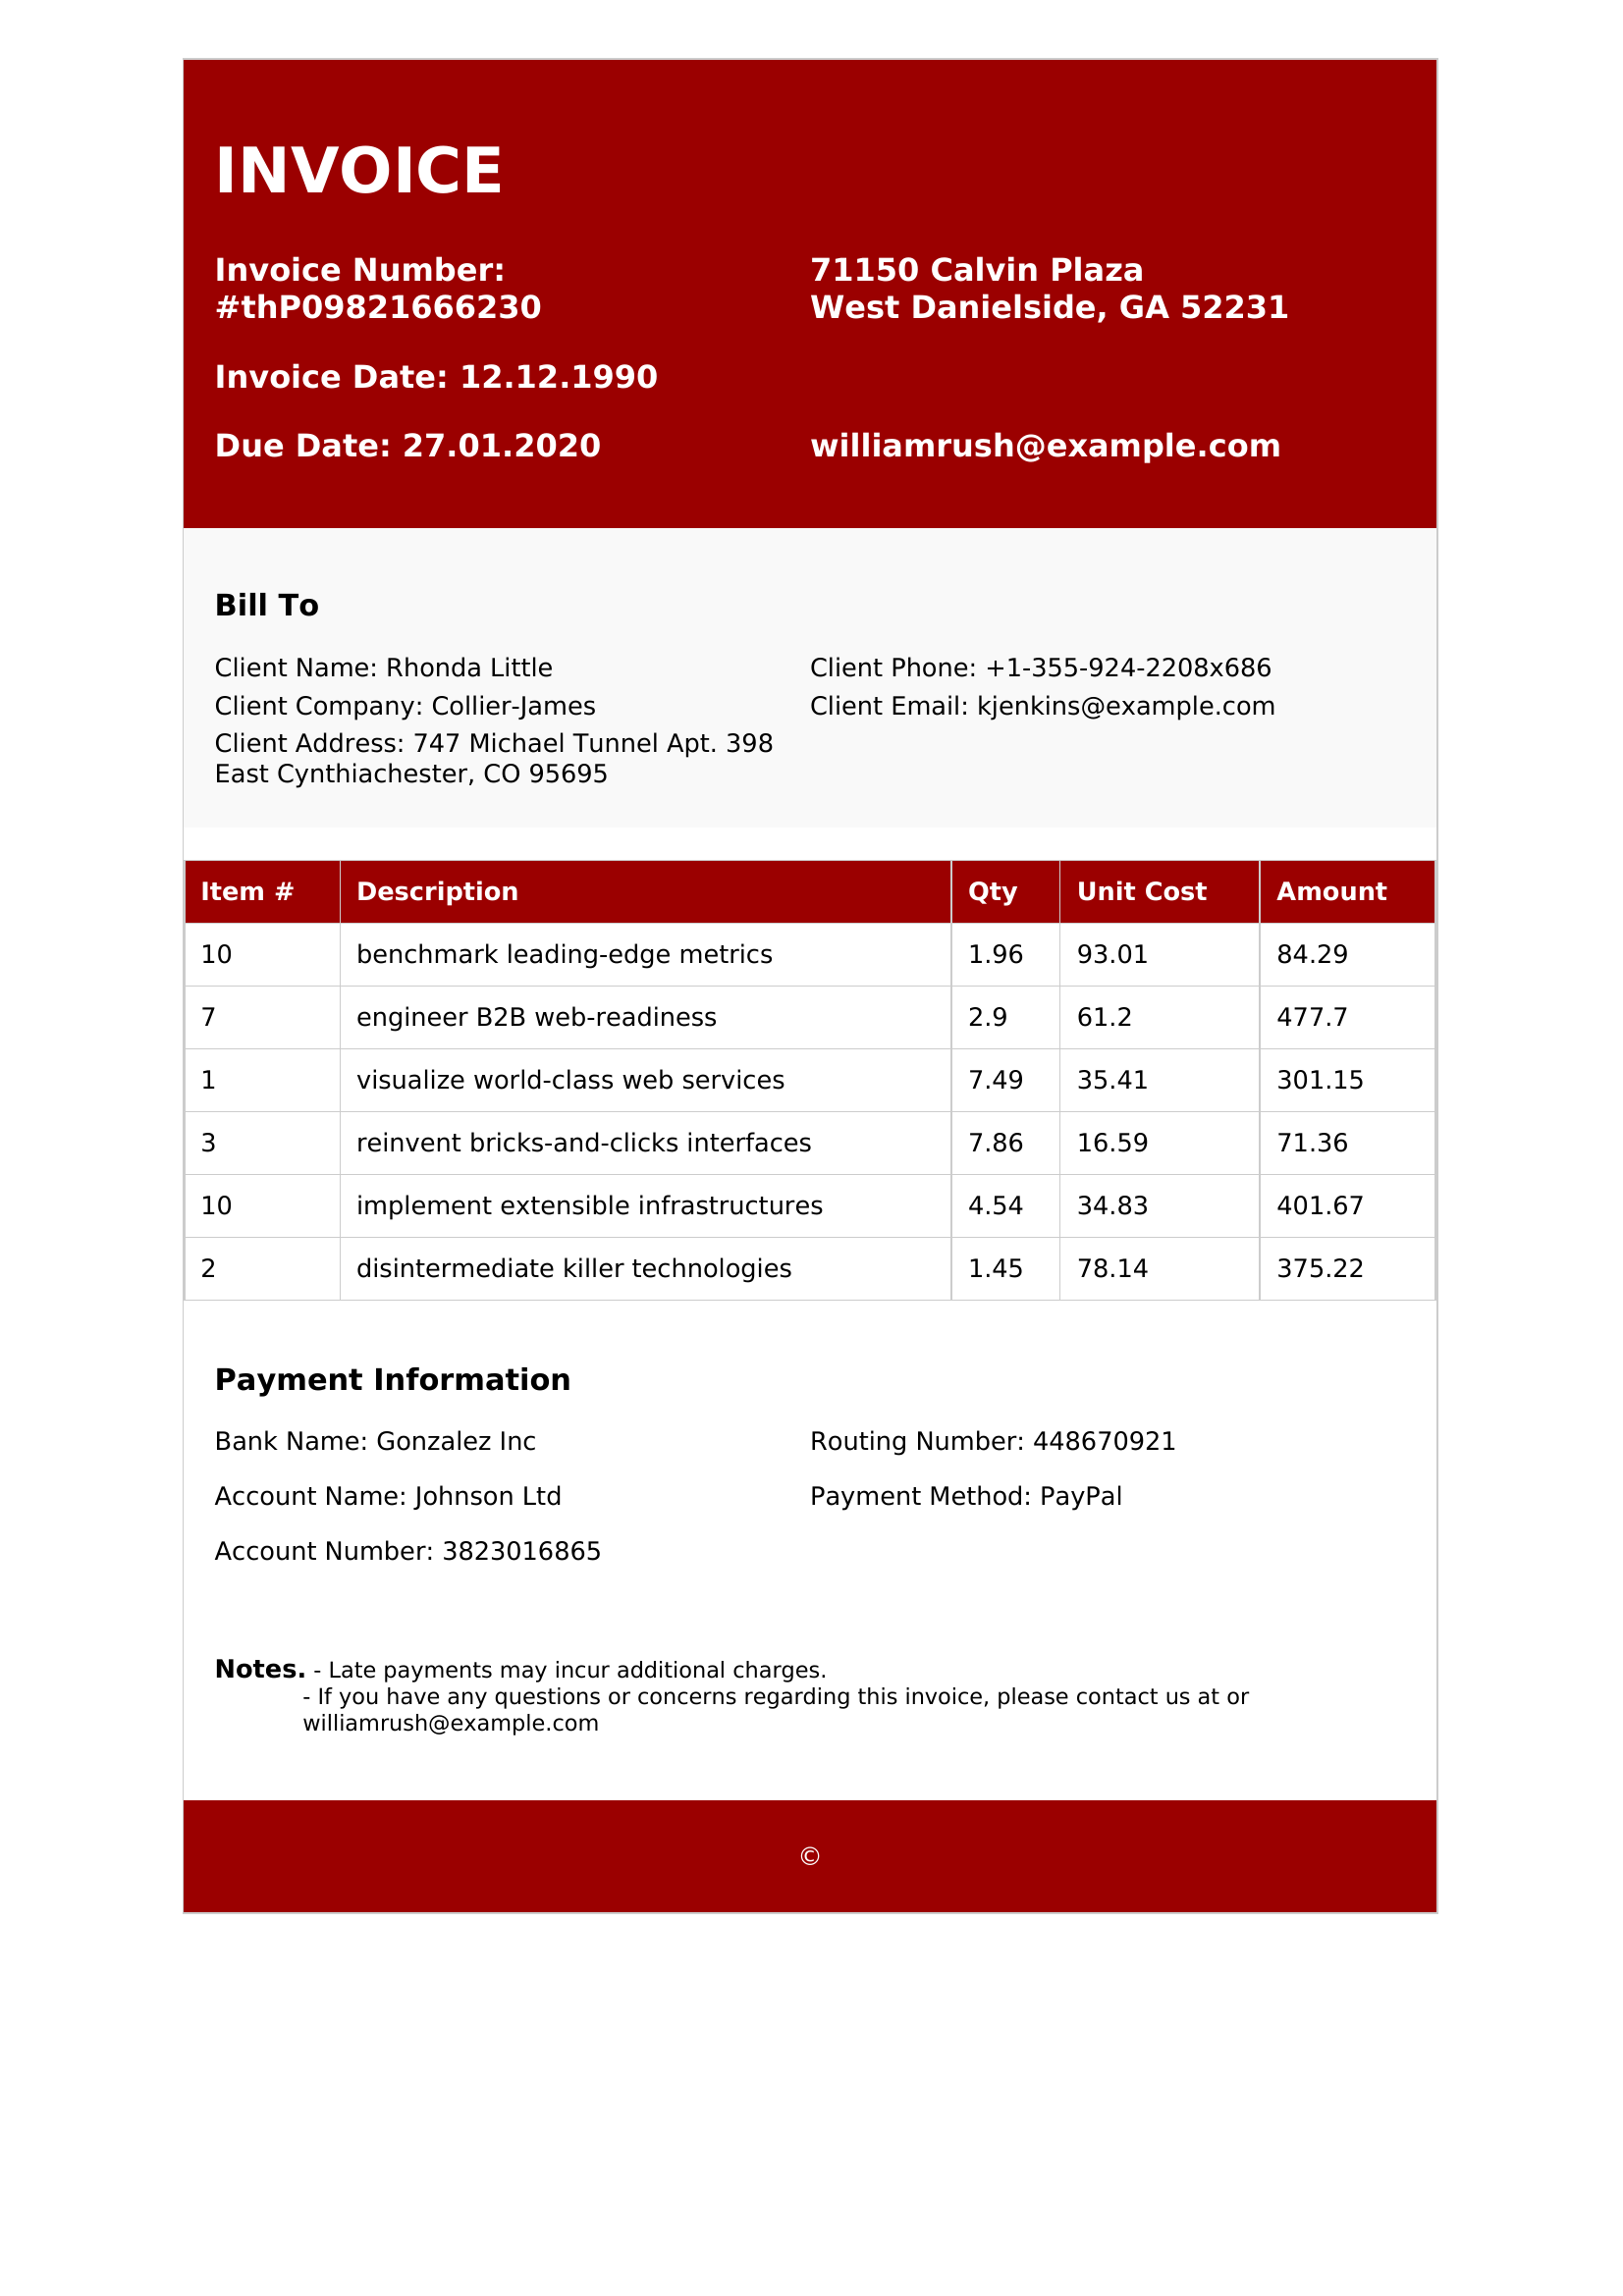 INVOICE
Invoice Number:
#thP09821666230
71150 Calvin Plaza
West Danielside, GA 52231
Invoice Date: 12.12.1990
Due Date: 27.01.2020
williamrush@example.com
Bill To
Client Name: Rhonda Little
Client Phone: +1-355-924-2208x686
Client Company: Collier-James
Client Email: kjenkins@example.com
Client Address: 747 Michael Tunnel Apt. 398
East Cynthiachester, CO 95695
Item # Description Qty Unit Cost Amount
10 benchmark leading-edge metrics 1.96 93.01 84.29
7 engineer B2B web-readiness 2.9 61.2 477.7
1 visualize world-class web services 7.49 35.41 301.15
3 reinvent bricks-and-clicks interfaces 7.86 16.59 71.36
10 implement extensible infrastructures 4.54 34.83 401.67
2 disintermediate killer technologies 1.45 78.14 375.22
Payment Information
Bank Name: Gonzalez Inc
Routing Number: 448670921
Account Name: Johnson Ltd
Payment Method: PayPal
Account Number: 3823016865
Notes. - Late payments may incur additional charges.
- If you have any questions or concerns regarding this invoice, please contact us at or
williamrush@example.com
©